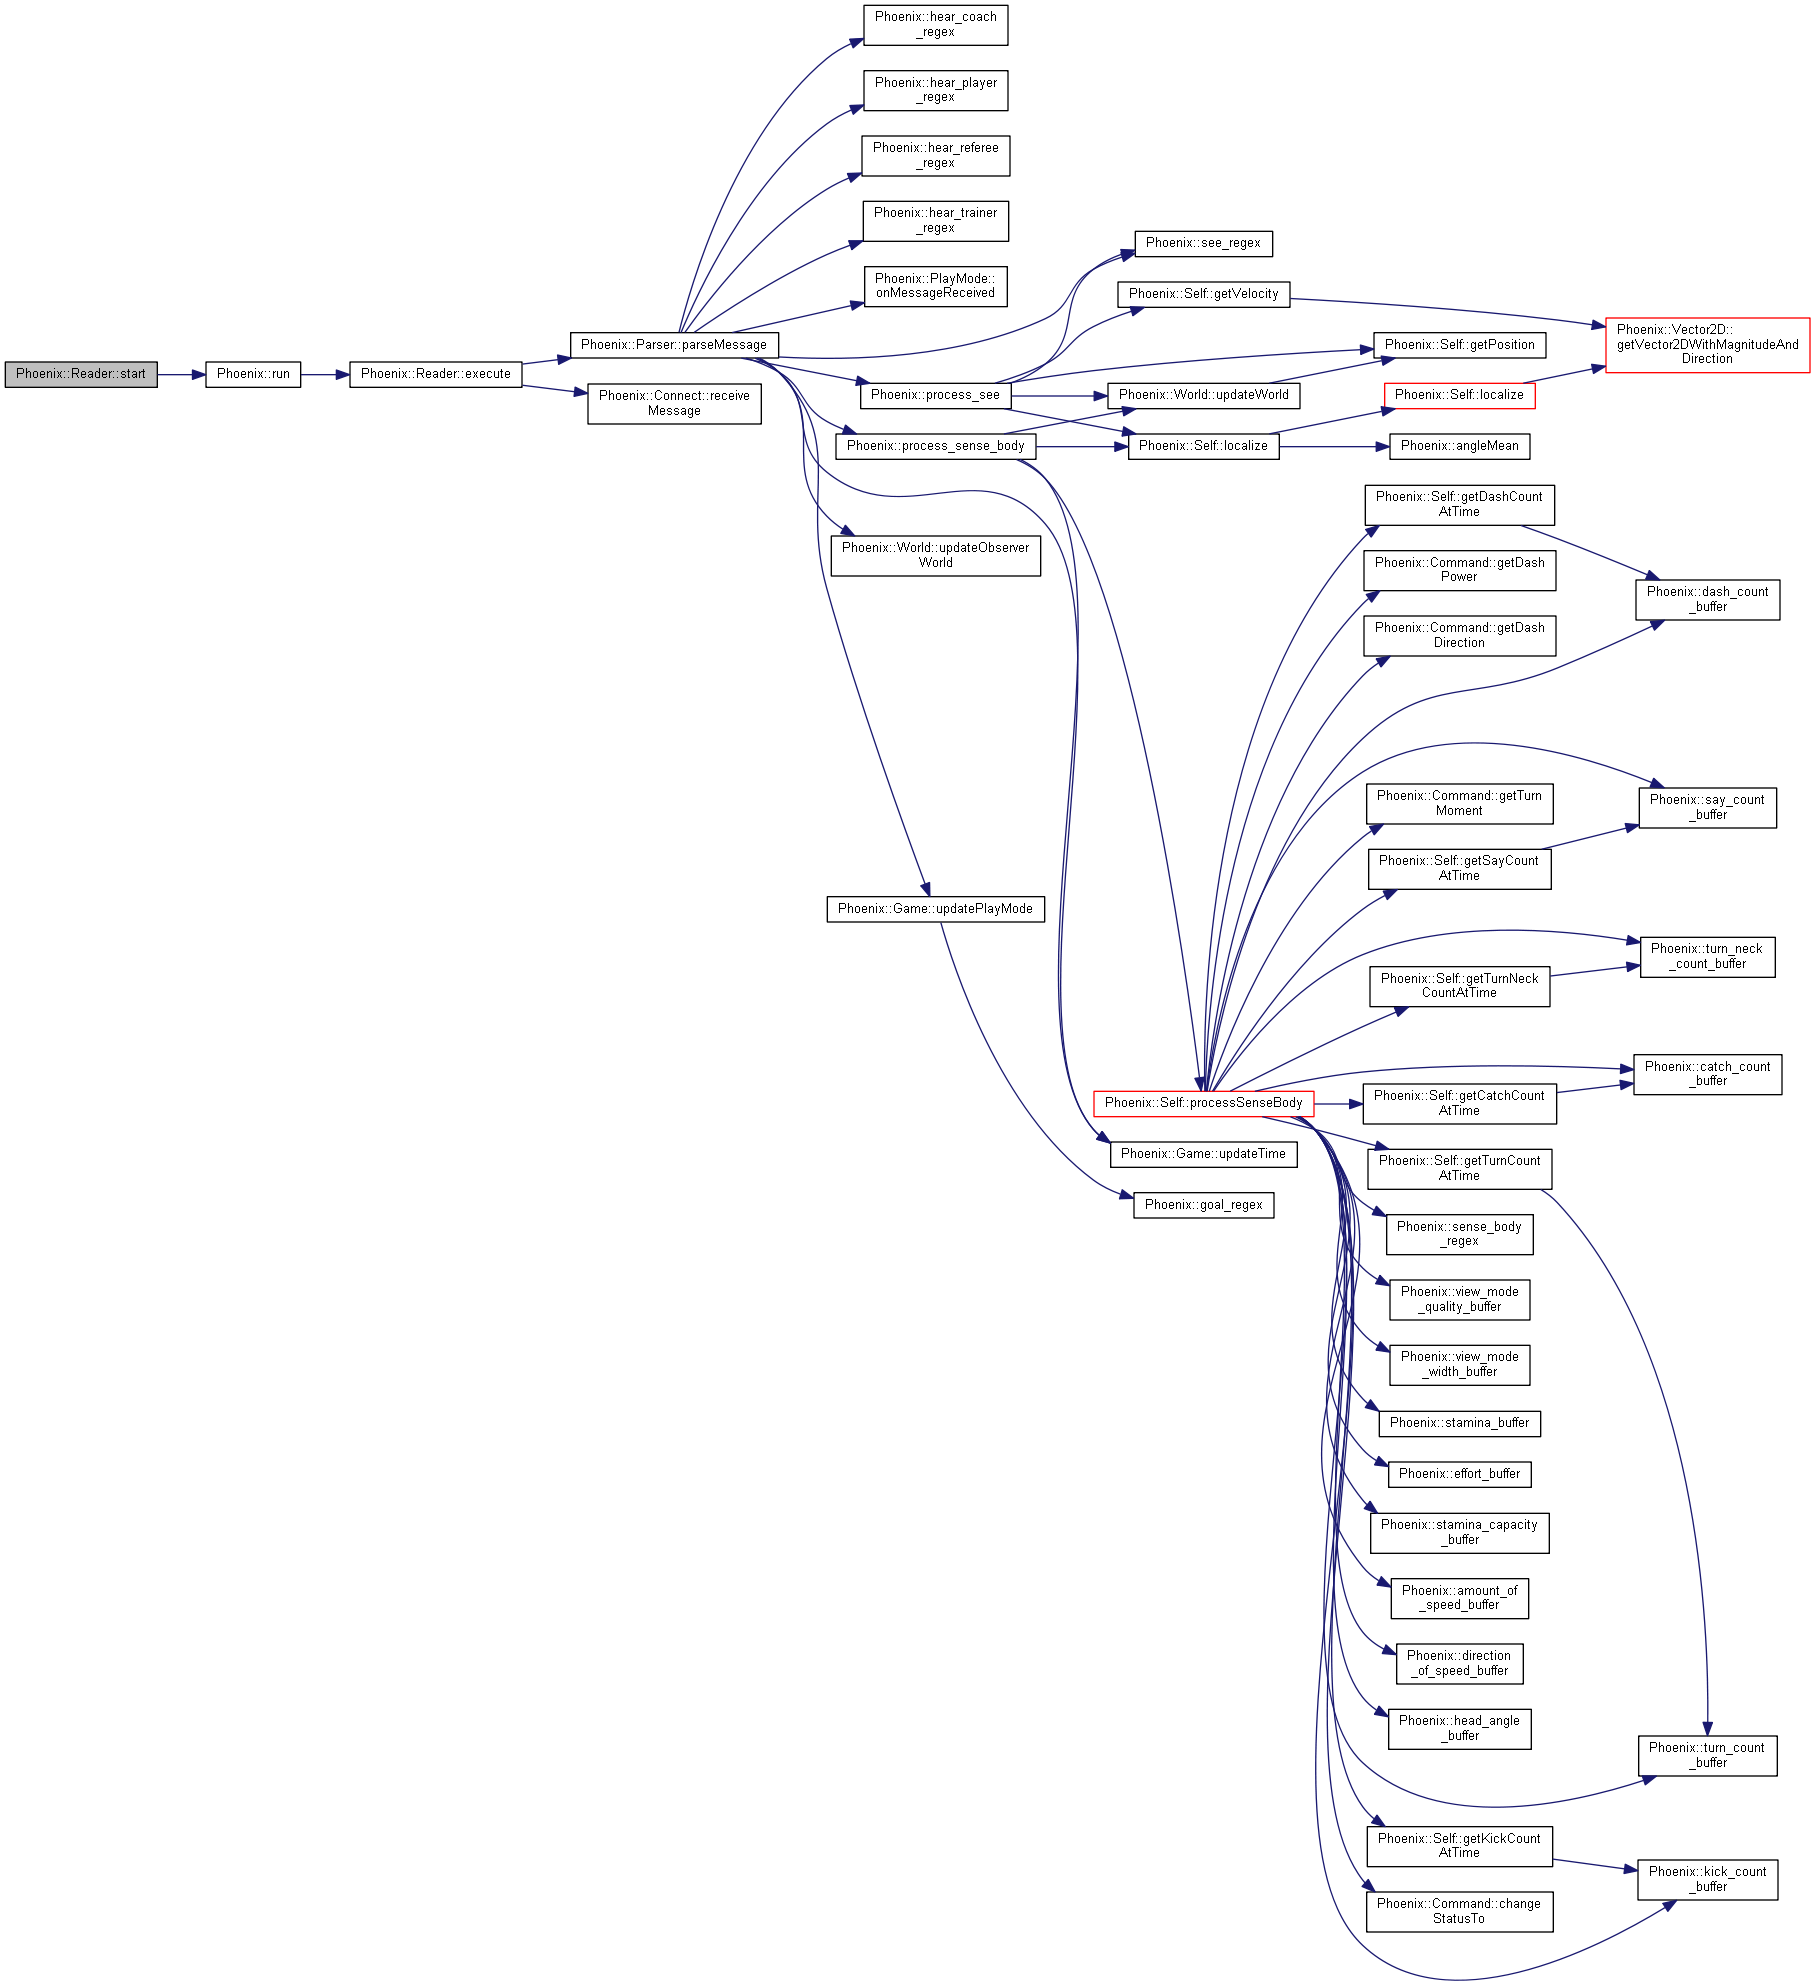 Phoenix::Reader::start
Phoenix::run
Phoenix::Reader::execute
Phoenix::Parser::parseMessage
Phoenix::Connect::receive
Message
Phoenix::hear_coach
_regex
Phoenix::hear_player
_regex
Phoenix::hear_referee
_regex
Phoenix::hear_trainer
_regex
Phoenix::PlayMode::
onMessageReceived
Phoenix::process_see
Phoenix::process_sense_body
Phoenix::World::updateObserver
World
Phoenix::Game::updatePlayMode
Phoenix::see_regex
Phoenix::Self::getVelocity
Phoenix::World::updateWorld
Phoenix::Self::localize
Phoenix::Self::processSenseBody
Phoenix::Game::updateTime
Phoenix::goal_regex
Phoenix::Self::getPosition
Phoenix::Self::localize
Phoenix::angleMean
Phoenix::Self::getDashCount
AtTime
Phoenix::Command::getDash
Power
Phoenix::Command::getDash
Direction
Phoenix::Command::getTurn
Moment
Phoenix::Self::getSayCount
AtTime
Phoenix::Self::getTurnNeck
CountAtTime
Phoenix::Self::getCatchCount
AtTime
Phoenix::Self::getTurnCount
AtTime
Phoenix::sense_body
_regex
Phoenix::view_mode
_quality_buffer
Phoenix::view_mode
_width_buffer
Phoenix::stamina_buffer
Phoenix::effort_buffer
Phoenix::stamina_capacity
_buffer
Phoenix::amount_of
_speed_buffer
Phoenix::direction
_of_speed_buffer
Phoenix::head_angle
_buffer
Phoenix::Self::getKickCount
AtTime
Phoenix::Command::change
StatusTo
Phoenix::Vector2D::
getVector2DWithMagnitudeAnd
Direction
Phoenix::dash_count
_buffer
Phoenix::say_count
_buffer
Phoenix::turn_neck
_count_buffer
Phoenix::catch_count
_buffer
Phoenix::turn_count
_buffer
Phoenix::kick_count
_buffer